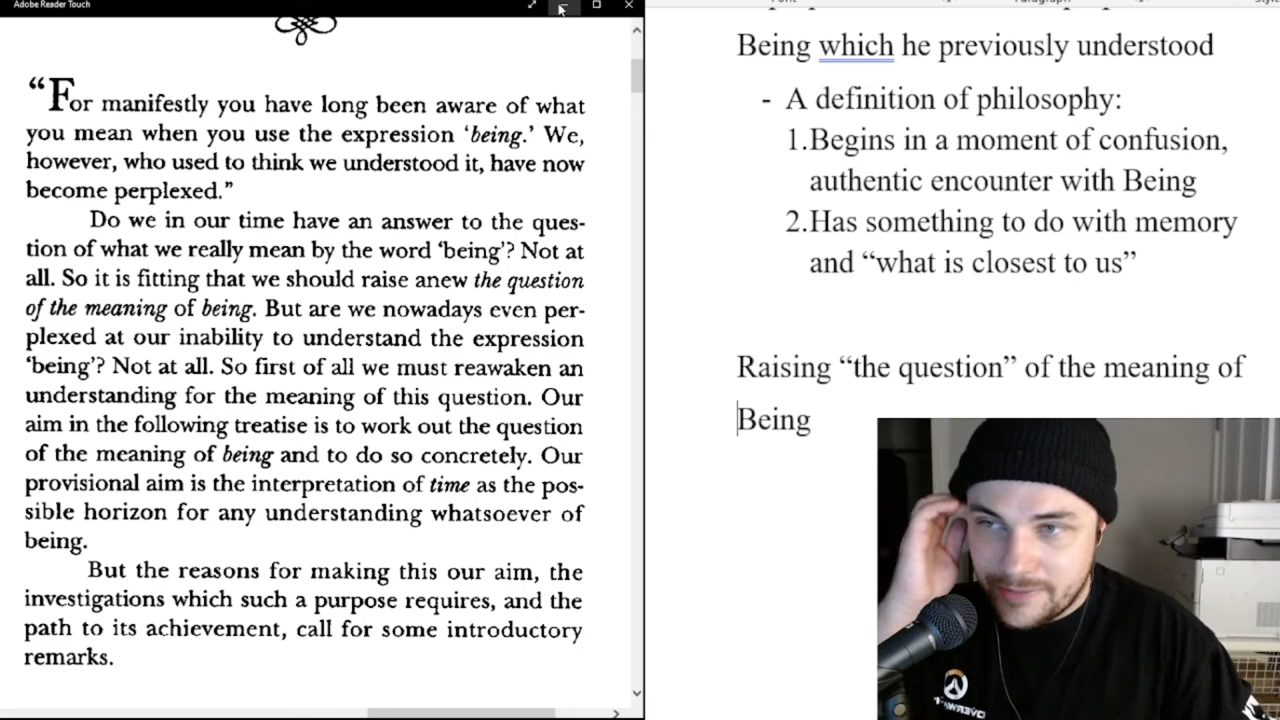 Adobe Reader Touch
“For manifestly you have long been aware of what
you mean when you use the expression ‘being.’ We,
however, who used to think we understood it, have now
become perplexed.”
Do we in our time have an answer to the ques-
tion of what we really mean by the word ‘being’? Not at
all. So it is fitting that we should raise anew the question
of the meaning of being. But are we nowadays even per-
plexed at our inability to understand the expression
‘being’? Not at all. So first of all we must reawaken an
understanding for the meaning of this question. Our
aim in the following treatise is to work out the question
of the meaning of being and to do so concretely. Our
provisional aim is the interpretation of time as the pos-
sible horizon for any understanding whatsoever of
being.
But the reasons for making this our aim, the
investigations which such a purpose requires, and the
path to its achievement, call for some introductory
remarks.
Being which he previously understood
- A definition of philosophy:
1.Begins in a moment of confusion,
authentic encounter with Being
2.Has something to do with memory
and “what is closest to us”
Raising “the question” of the meaning of
Being